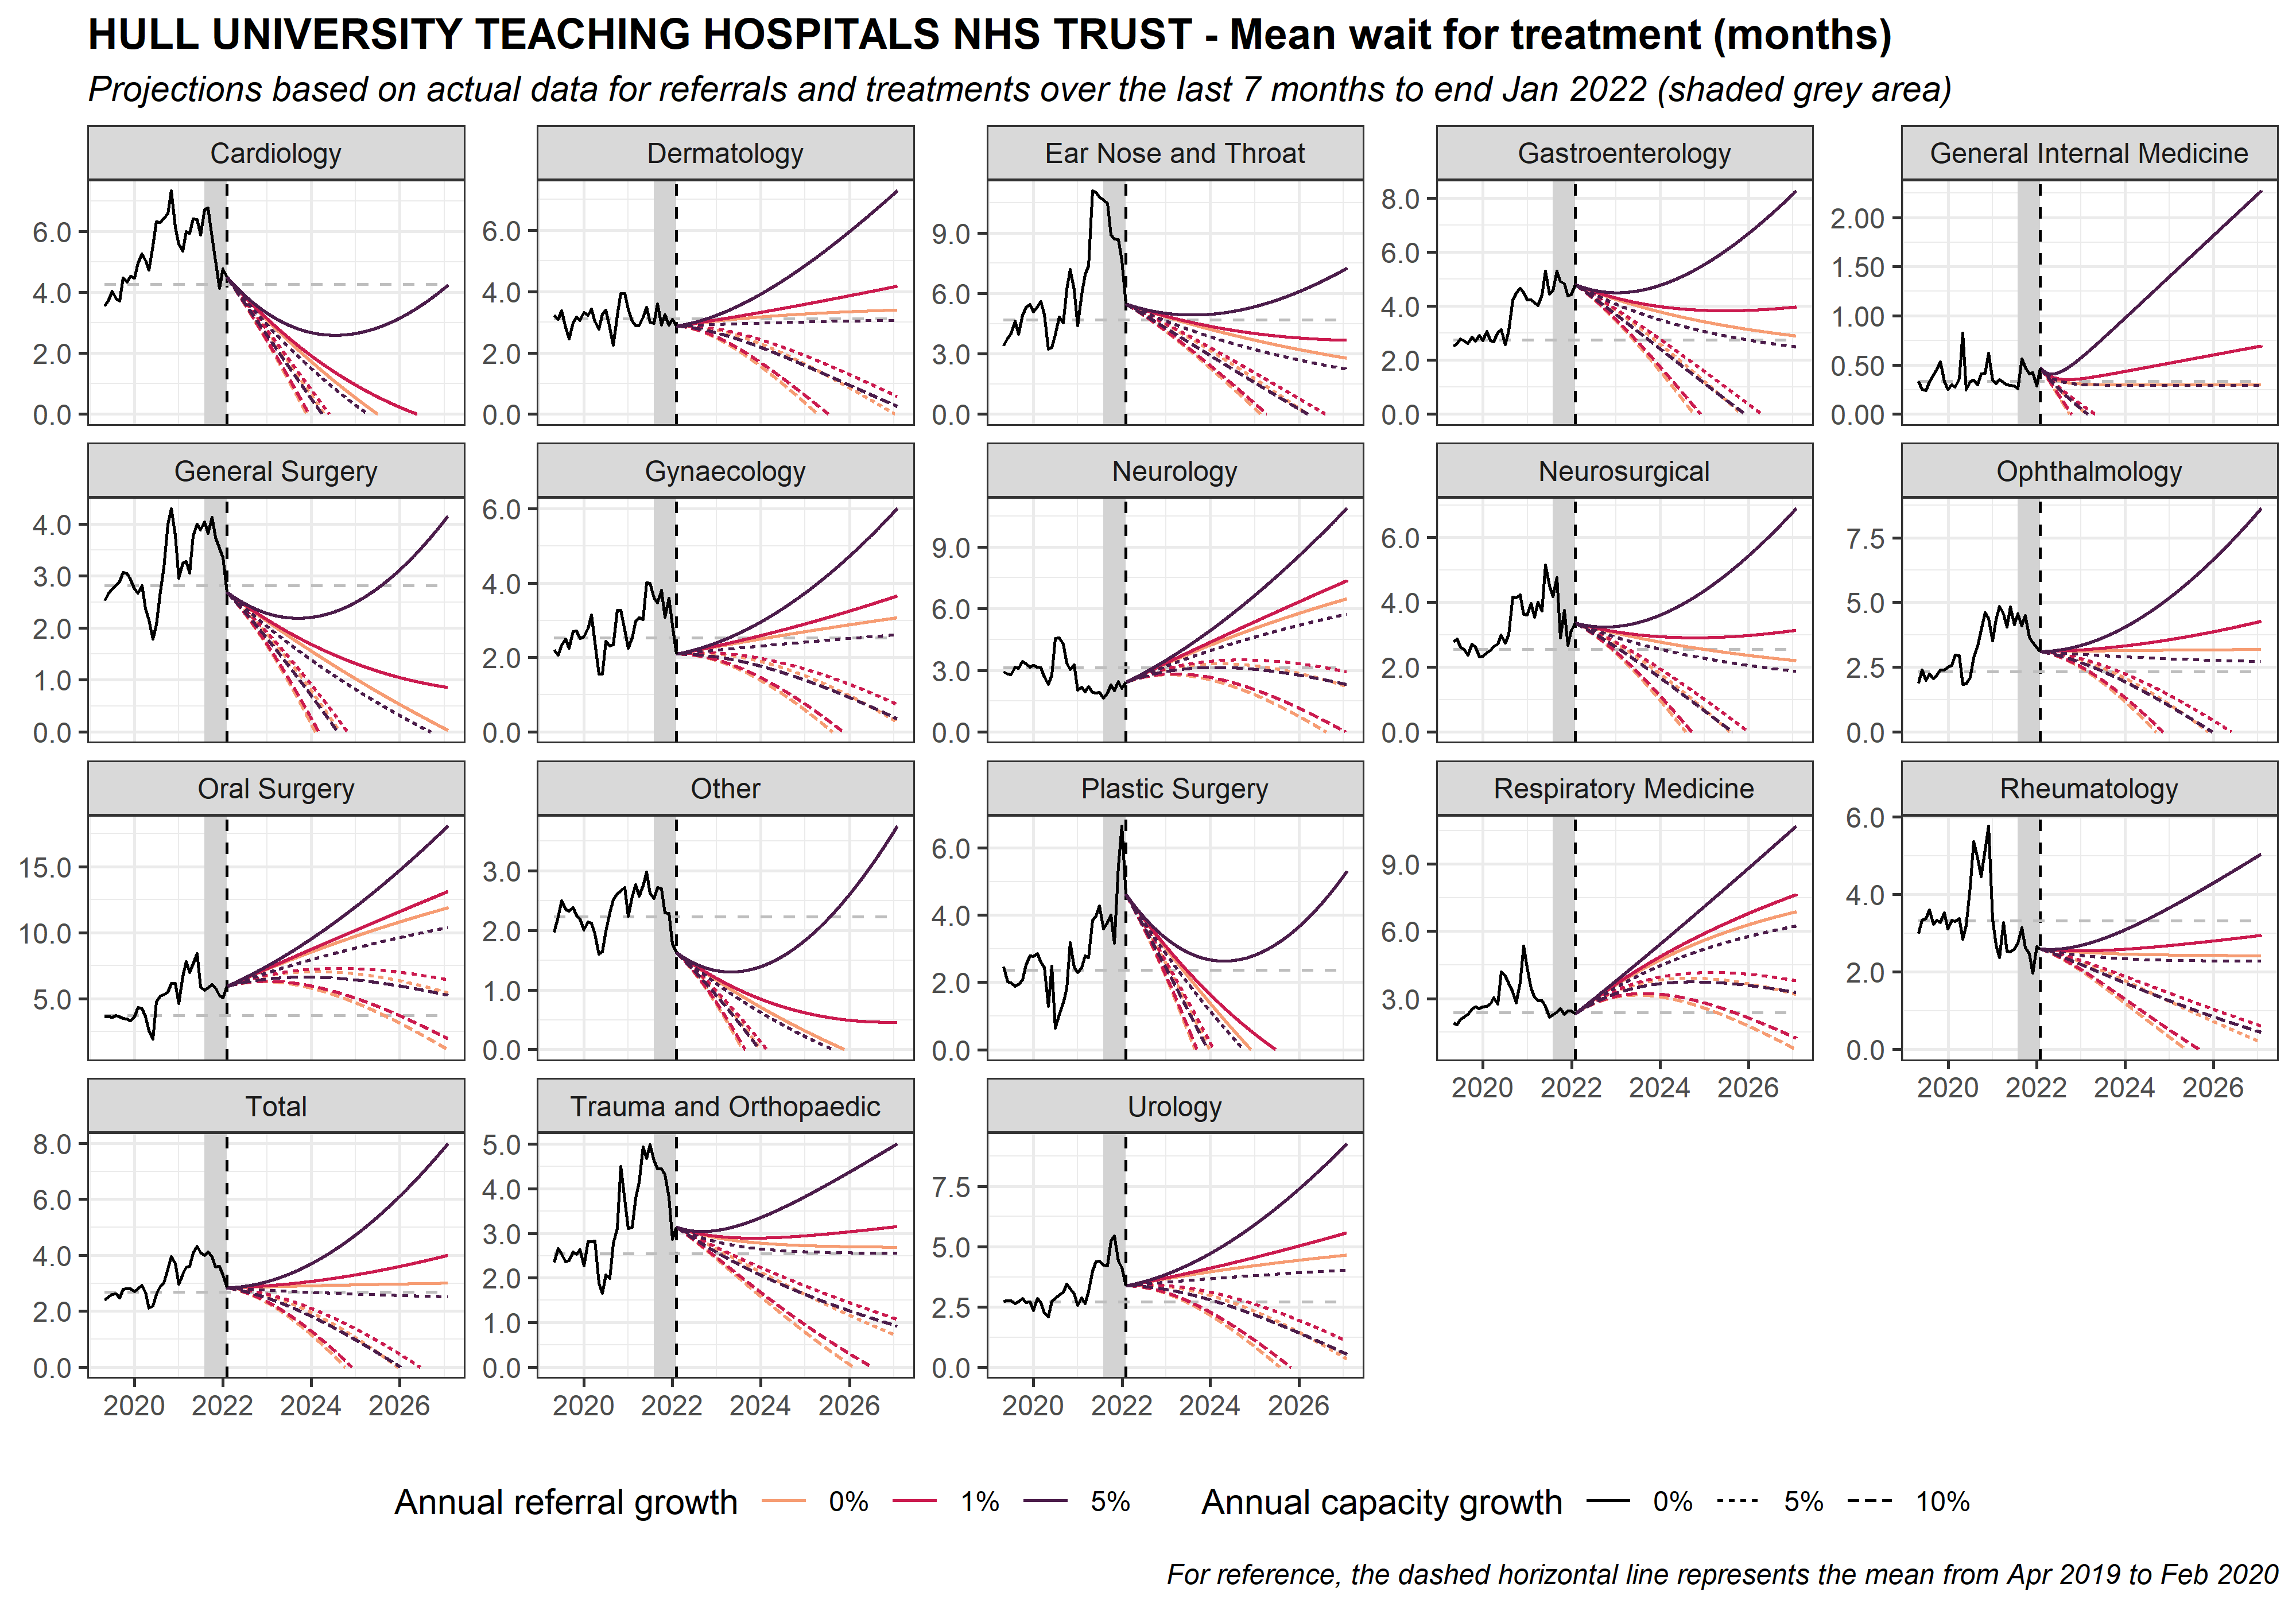 HULL UNIVERSITY TEACHING HOSPITALS NHS TRUST - Mean wait for treatment (months)
Projections based on actual data for referrals and treatments over the last 7 months to end Jan 2022 (shaded grey area)
Cardiology
6.0
4.0
2.0
0.0
Dermatology
6.0
4.0
2.0
0.0
Ear Nose and Throat
9.0
6.0
3.0
0.0
Gastroenterology
8.0
6.0
4.0
2.0
0.0
General Internal Medicine
2.00
1.50
1.00
0.50
0.00
General Surgery
4.0
3.0
2.0
1.0
0.0
Gynaecology
6.0
4.0
2.0
0.0
Neurology
9.0
6.0
3.0
0.0
Neurosurgical
6.0
4.0
2.0
0.0
Ophthalmology
7.5
5.0
2.5
0.0
Oral Surgery
15.0
10.0
5.0
Other
3.0
2.0
1.0
0.0
Plastic Surgery
6.0
4.0
2.0
0.0
Respiratory Medicine
9.0
6.0
3.0
2020 2022 2024 2026
Rheumatology
6.0
4.0
2.0
0.0
2020 2022 2024 2026
Total
8.0
6.0
4.0
2.0
0.0
2020 2022 2024 2026
Trauma and Orthopaedic
5.0
4.0
3.0
2.0
1.0
0.0
2020 2022 2024 2026
Urology
7.5
5.0
2.5
0.0
2020 2022 2024 2026
Annual referral growth 0% 1% 5% Annual capacity growth 0% 5% 10%
For reference, the dashed horizontal line represents the mean from Apr 2019 to Feb 2020